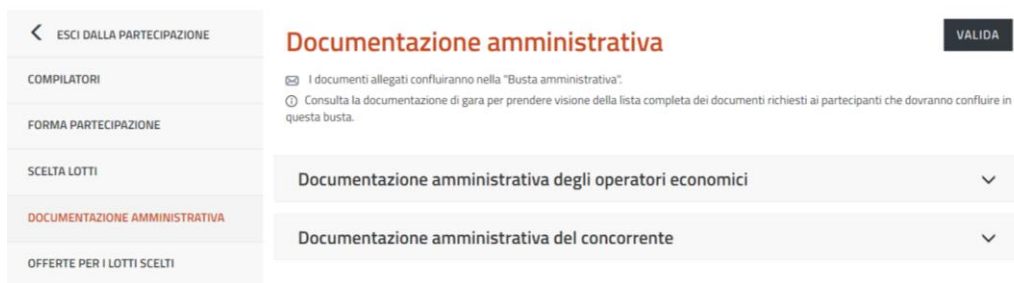 ESCI DALLA PARTECIPAZIONE
COMPILATORI
FORMA PARTECIPAZIONE
SCELTA LOTTI
DOCUMENTAZIONE AMMINISTRATIVA
OFFERTE PER I LOTTI SCELTI
Documentazione amministrativa
VALIDA
I documenti allegati confluiranno nella "Busta amministrativa".
Consulta la documentazione di gara per prendere visione della lista completa dei documenti richiesti ai partecipanti che dovranno confluire in
questa busta.
Documentazione amministrativa degli operatori economici
Documentazione amministrativa del concorrente